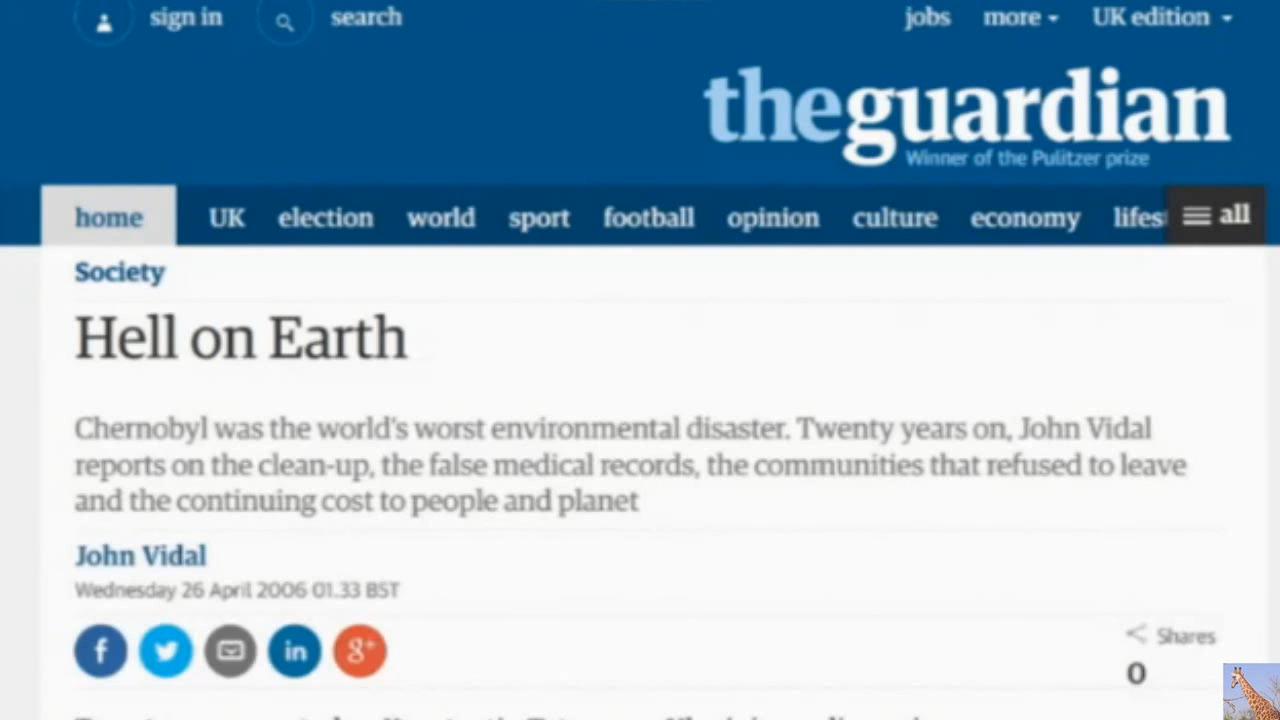 sign in search jobs more UK edition
theguardian
Winner of the Pulitzer prize
home UK election world sport football opinion culture economy lifes all
Society
Hell on Earth
Chernobyl was the world's worst environmental disaster. Twenty years on, John Vidal
reports on the clean-up, the false medical records, the communities that refused to leave
and the continuing cost to people and planet
John Vidal
Wednesday 26 April 2006 01.33 BST
f in g+
Shares
0